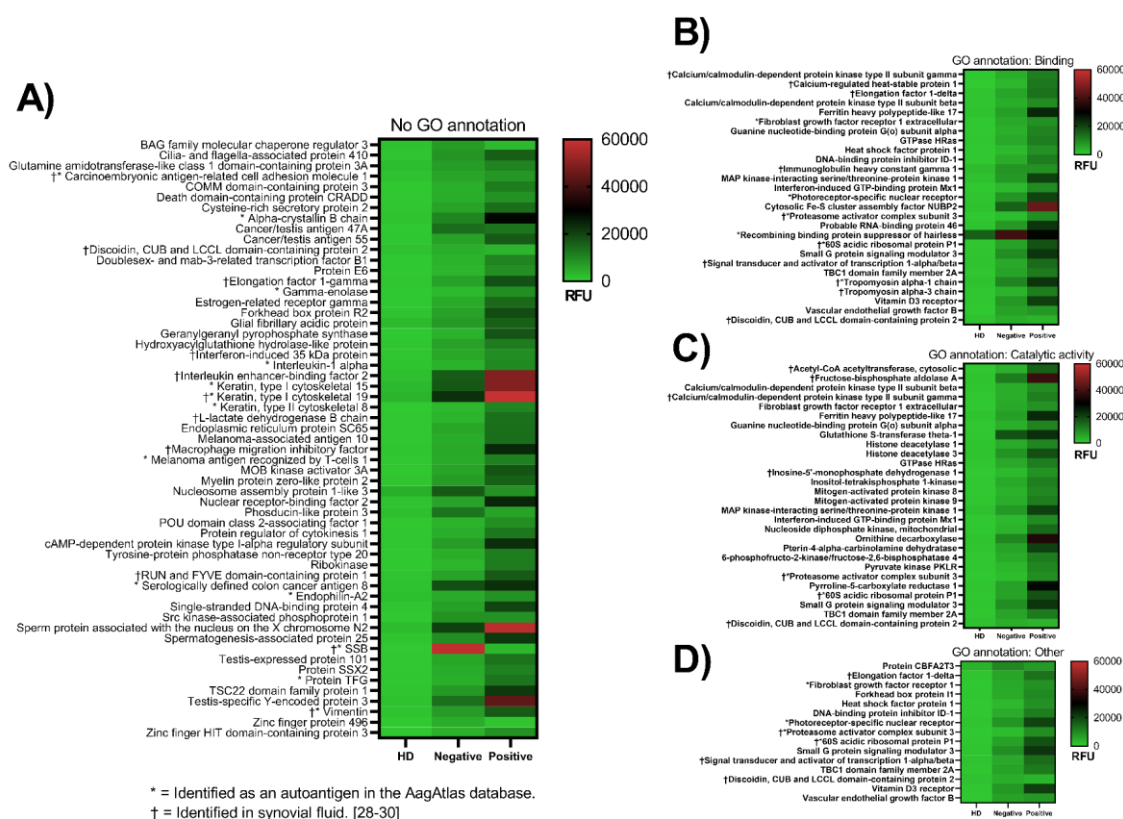 A)
No GO annotation
BAG family molecular chaperone regulator 3
Cilia- and flagella-associated protein 410
Glutamine amidotransferase-like class 1 domain-containing protein 3A
†* Carcinoembryonic antigen-related cell adhesion molecule 1
COMM domain-containing protein 3
Death domain-containing protein CRADD
Cysteine-rich secretory protein 2
* Alpha-crystallin B chain
Cancer/testis antigen 47A
Cancer/testis antigen 55
†Discoidin, CUB and LCCL domain-containing protein 2
Doublesex- and mab-3-related transcription factor B1
Protein E6
†Elongation factor 1-gamma
* Gamma-enolase
Estrogen-related receptor gamma
Forkhead box protein R2
Glial fibrillary acidic protein
Geranylgeranyl pyrophosphate synthase
Hydroxyacylglutathione hydrolase-like protein
†Interferon-induced 35 kDa protein
* Interleukin-1 alpha
†Interleukin enhancer-binding factor 2
* Keratin, type I cytoskeletal 15
†* Keratin, type I cytoskeletal 19
* Keratin, type II cytoskeletal 8
†L-lactate dehydrogenase B chain
Endoplasmic reticulum protein SC65
Melanoma-associated antigen 10
†Macrophage migration inhibitory factor
* Melanoma antigen recognized by T-cells 1
MOB kinase activator 3A
Myelin protein zero-like protein 2
Nucleosome assembly protein 1-like 3
Nuclear receptor-binding factor 2
Phosducin-like protein 3
POU domain class 2-associating factor 1
Protein regulator of cytokinesis 1
cAMP-dependent protein kinase type I-alpha regulatory subunit
Tyrosine-protein phosphatase non-receptor type 20
Ribokinase
†RUN and FYVE domain-containing protein 1
* Serologically defined colon cancer antigen 8
* Endophilin-A2
Single-stranded DNA-binding protein 4
Src kinase-associated phosphoprotein 1
Sperm protein associated with the nucleus on the X chromosome N2
Spermatogenesis-associated protein 25
†* SSB
Testis-expressed protein 101
Protein SSX2
* Protein TFG
TSC22 domain family protein 1
Testis-specific Y-encoded protein 3
†* Vimentin
Zinc finger protein 496
Zinc finger HIT domain-containing protein 3
HD Negative Positive
60000
40000
20000
0
RFU
* = Identified as an autoantigen in the AagAtlas database.
† = Identified in synovial fluid. [28-30]
B)
GO annotation: Binding
†Calcium/calmodulin-dependent protein kinase type II subunit gamma
†Calcium-regulated heat-stable protein 1
†Elongation factor 1-delta
Calcium/calmodulin-dependent protein kinase type II subunit beta
Ferritin heavy polypeptide-like 17
*Fibroblast growth factor receptor 1 extracellular
Guanine nucleotide-binding protein G(o) subunit alpha
GTPase HRas
Heat shock factor protein 1
DNA-binding protein inhibitor ID-1
†Immunoglobulin heavy constant gamma 1
MAP kinase-interacting serine/threonine-protein kinase 1
Interferon-induced GTP-binding protein Mx1
*Photoreceptor-specific nuclear receptor
Cytosolic Fe-S cluster assembly factor NUBP2
†*Proteasome activator complex subunit 3
Probable RNA-binding protein 46
*Recombining binding protein suppressor of hairless
†*60S acidic ribosomal protein P1
Small G protein signaling modulator 3
†Signal transducer and activator of transcription 1-alpha/beta
TBC1 domain family member 2A
†*Tropomyosin alpha-1 chain
†Tropomyosin alpha-3 chain
Vitamin D3 receptor
Vascular endothelial growth factor B
†Discoidin, CUB and LCCL domain-containing protein 2
HD Negative Positive
60000
40000
20000
0
RFU
C)
GO annotation: Catalytic activity
†Acetyl-CoA acetyltransferase, cytosolic
†Fructose-bisphosphate aldolase A
Calcium/calmodulin-dependent protein kinase type II subunit beta
†Calcium/calmodulin-dependent protein kinase type II subunit gamma
Fibroblast growth factor receptor 1 extracellular
Ferritin heavy polypeptide-like 17
Guanine nucleotide-binding protein G(o) subunit alpha
Glutathione S-transferase theta-1
Histone deacetylase 1
Histone deacetylase 3
GTPase HRas
†Inosine-5'-monophosphate dehydrogenase 1
Inositol-tetrakisphosphate 1-kinase
Mitogen-activated protein kinase 8
Mitogen-activated protein kinase 9
MAP kinase-interacting serine/threonine-protein kinase 1
Interferon-induced GTP-binding protein Mx1
Nucleoside diphosphate kinase, mitochondrial
Ornithine decarboxylase
Pterin-4-alpha-carbinolamine dehydratase
6-phosphofructo-2-kinase/fructose-2,6-bisphosphatase 4
Pyruvate kinase PKLR
†*Proteasome activator complex subunit 3
Pyrroline-5-carboxylate reductase 1
†*60S acidic ribosomal protein P1
Small G protein signaling modulator 3
TBC1 domain family member 2A
†Discoidin, CUB and LCCL domain-containing protein 2
HD Negative Positive
60000
40000
20000
0
RFU
D)
GO annotation: Other
Protein CBFA2T3
†Elongation factor 1-delta
*Fibroblast growth factor receptor 1
Forkhead box protein I1
Heat shock factor protein 1
DNA-binding protein inhibitor ID-1
*Photoreceptor-specific nuclear receptor
†*Proteasome activator complex subunit 3
†*60S acidic ribosomal protein P1
Small G protein signaling modulator 3
†Signal transducer and activator of transcription 1-alpha/beta
TBC1 domain family member 2A
†Discoidin, CUB and LCCL domain-containing protein 2
Vitamin D3 receptor
Vascular endothelial growth factor B
HD Negative Positive
60000
40000
20000
0
RFU